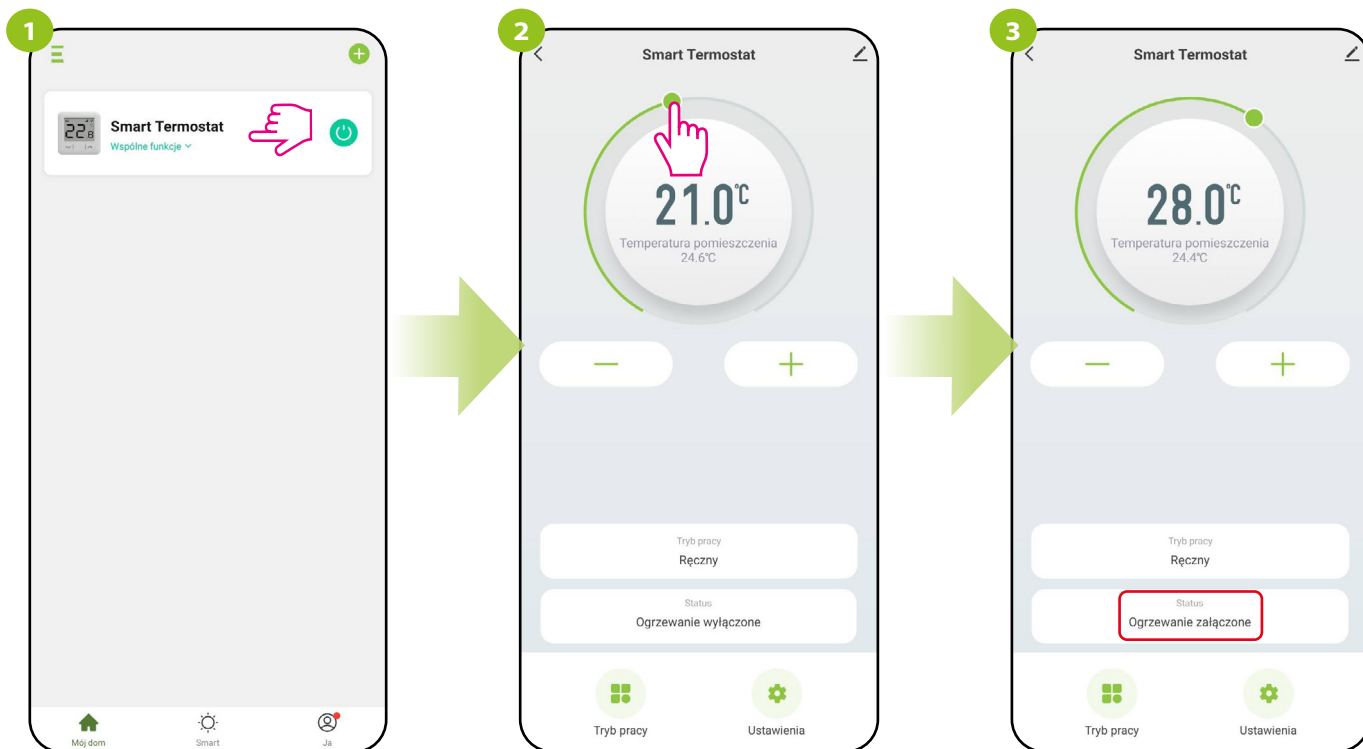 1
Smart Termostat
Wspólne funkcje
Mój dom
Smart
Ja
2
Smart Termostat
21.0°C
Temperatura pomieszczenia
24.6°C
Tryb pracy
Ręczny
Status
Ogrzewanie wyłączone
Tryb pracy
Ustawienia
3
Smart Termostat
28.0°C
Temperatura pomieszczenia
24.4°C
Tryb pracy
Ręczny
Status
Ogrzewanie załączone
Tryb pracy
Ustawienia